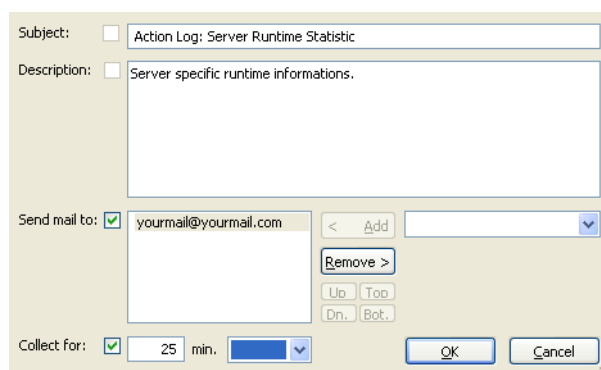 Subject: Action Log: Server Runtime Statistic
Description: Server specific runtime informations.
Send mail to: yourmail@yourmail.com < Add
Remove >
Up Top
Dn. Bot.
Collect for: 25 min. OK Cancel